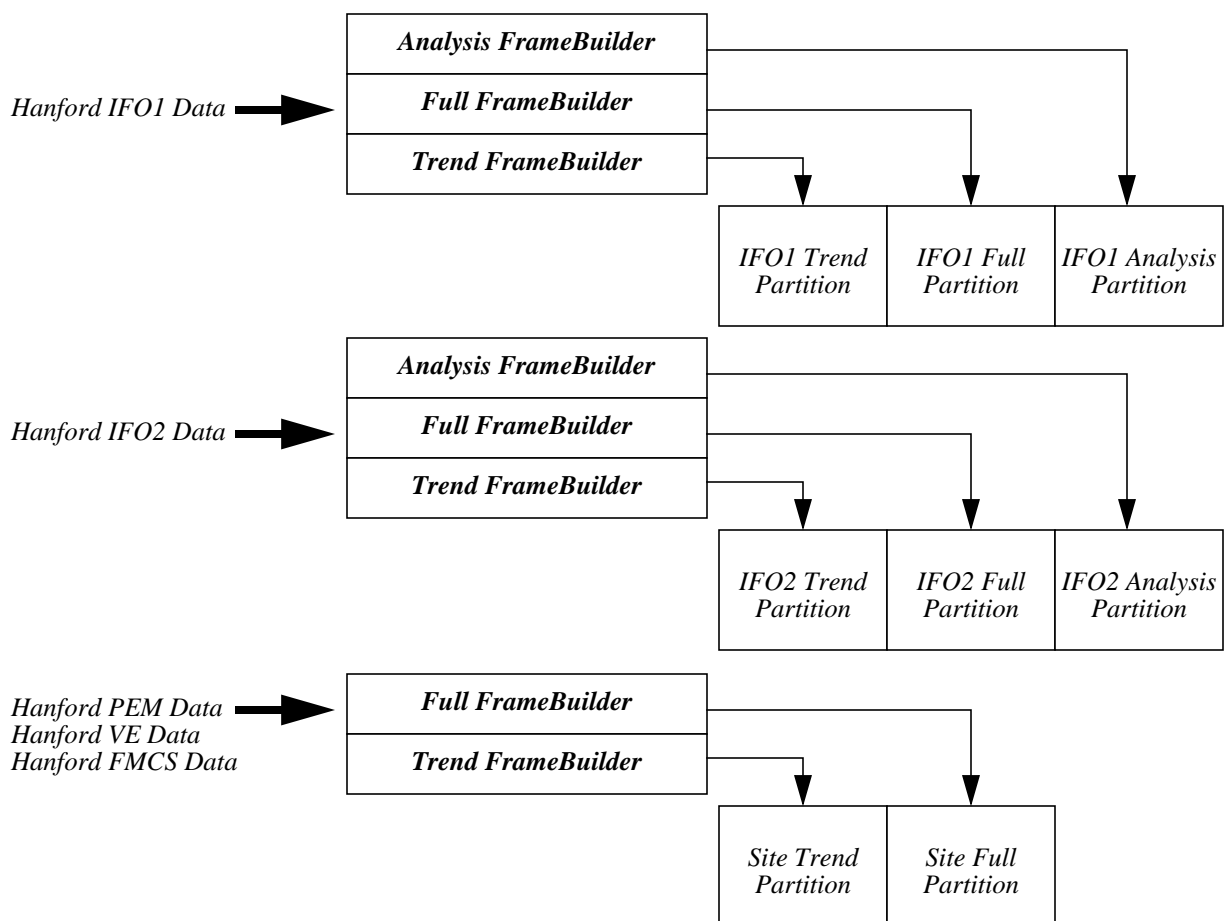 Analysis FrameBuilder
Hanford IFO1 Data
Full FrameBuilder
Trend FrameBuilder
IFO1 Trend
Partition
IFO1 Full
Partition
IFO1 Analysis
Partition
Analysis FrameBuilder
Hanford IFO2 Data
Full FrameBuilder
Trend FrameBuilder
IFO2 Trend
Partition
IFO2 Full
Partition
IFO2 Analysis
Partition
Hanford PEM Data
Hanford VE Data
Hanford FMCS Data
Full FrameBuilder
Trend FrameBuilder
Site Trend
Partition
Site Full
Partition